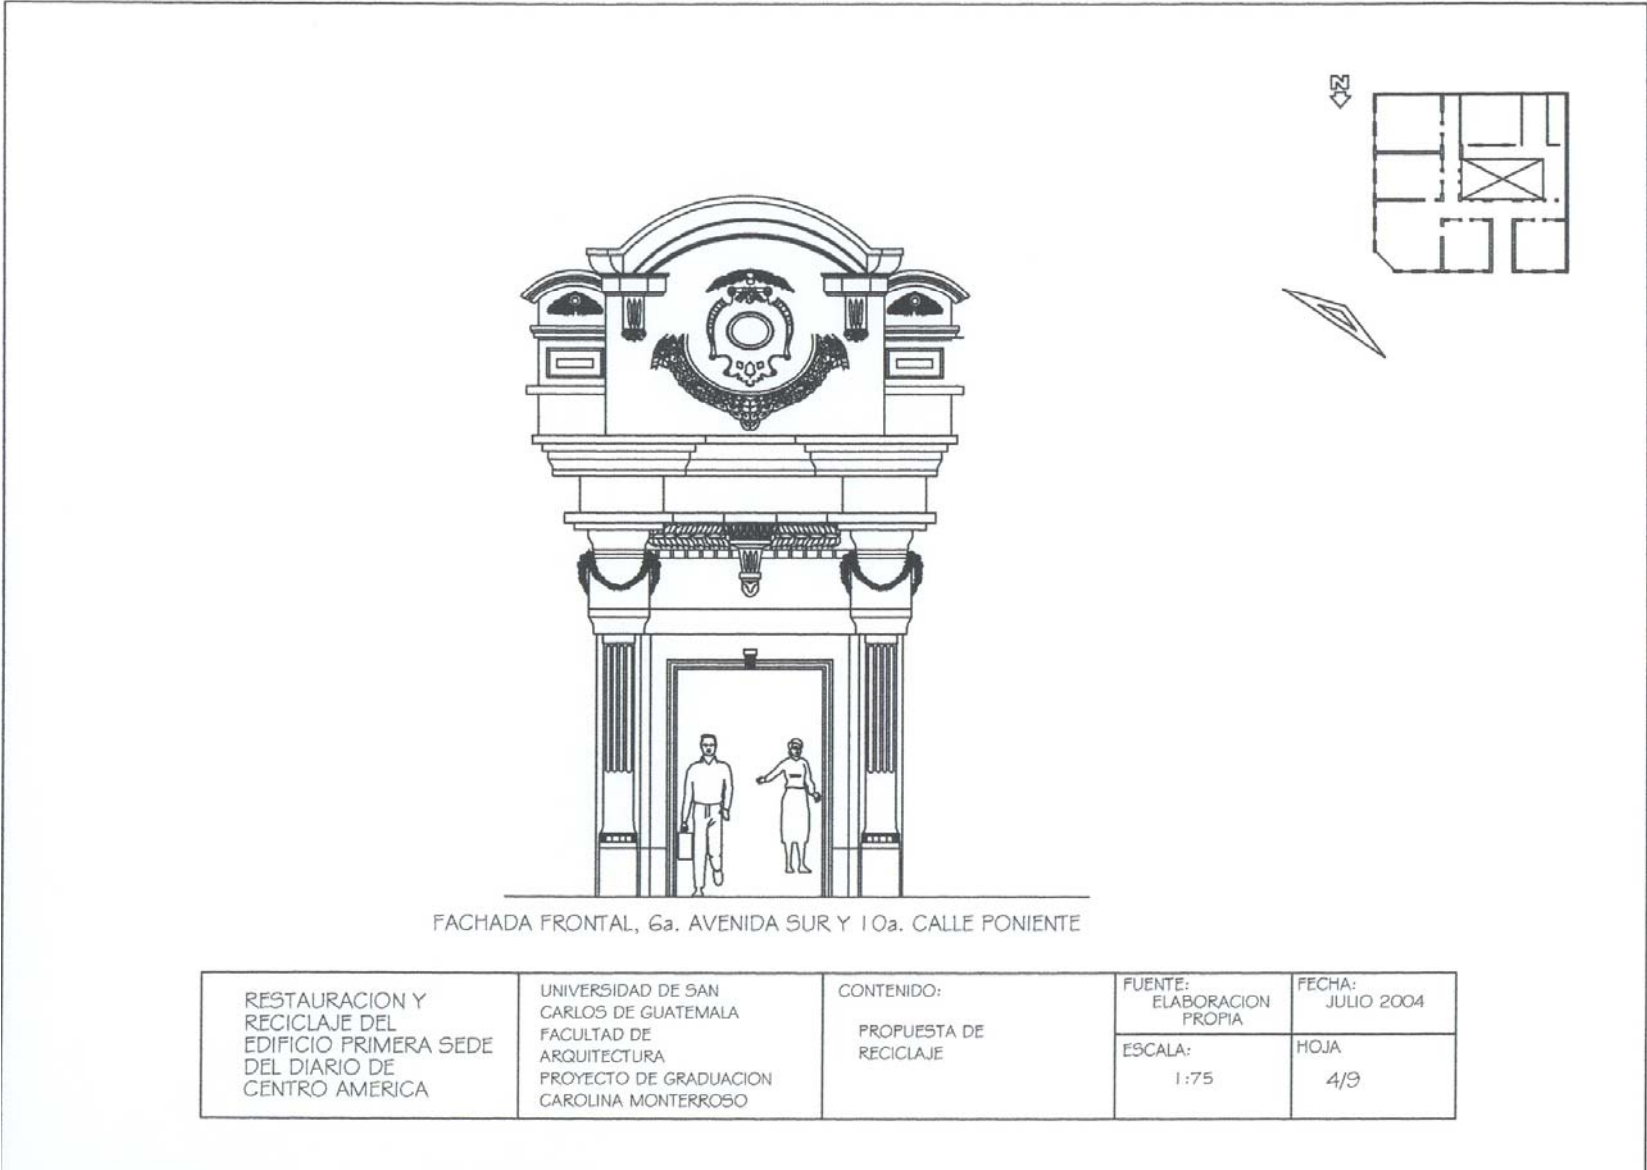 N
FACHADA FRONTAL, 6a. AVENIDA SUR Y 10a. CALLE PONIENTE
RESTAURACION Y
RECICLAJE DEL
EDIFICIO PRIMERA SEDE
DEL DIARIO DE
CENTRO AMERICA
UNIVERSIDAD DE SAN
CARLOS DE GUATEMALA
FACULTAD DE
ARQUITECTURA
PROYECTO DE GRADUACION
CAROLINA MONTERROSO
CONTENIDO:
PROPUESTA DE
RECICLAJE
FUENTE:
ELABORACION
PROPIA
ESCALA:
1:75
FECHA:
JULIO 2004
HOJA
4/9